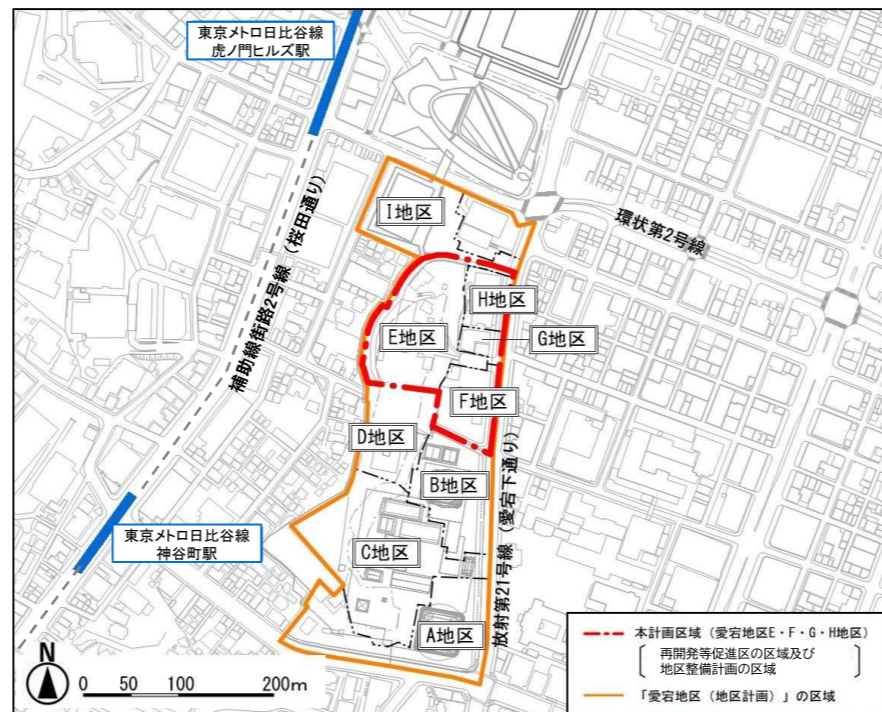 東京メトロ日比谷線
虎ノ門ヒルズ駅
補助線街路2号線（桜田通り）
環状第2号線
I地区
H地区
E地区
G地区
F地区
D地区
B地区
放射第21号線（愛宕下通り）
東京メトロ日比谷線
神谷町駅
C地区
A地区
N
0 50 100 200m
本計画区域（愛宕地区E・F・G・H地区）
再開発等促進区の区域及び
地区整備計画の区域
「愛宕地区（地区計画）」の区域